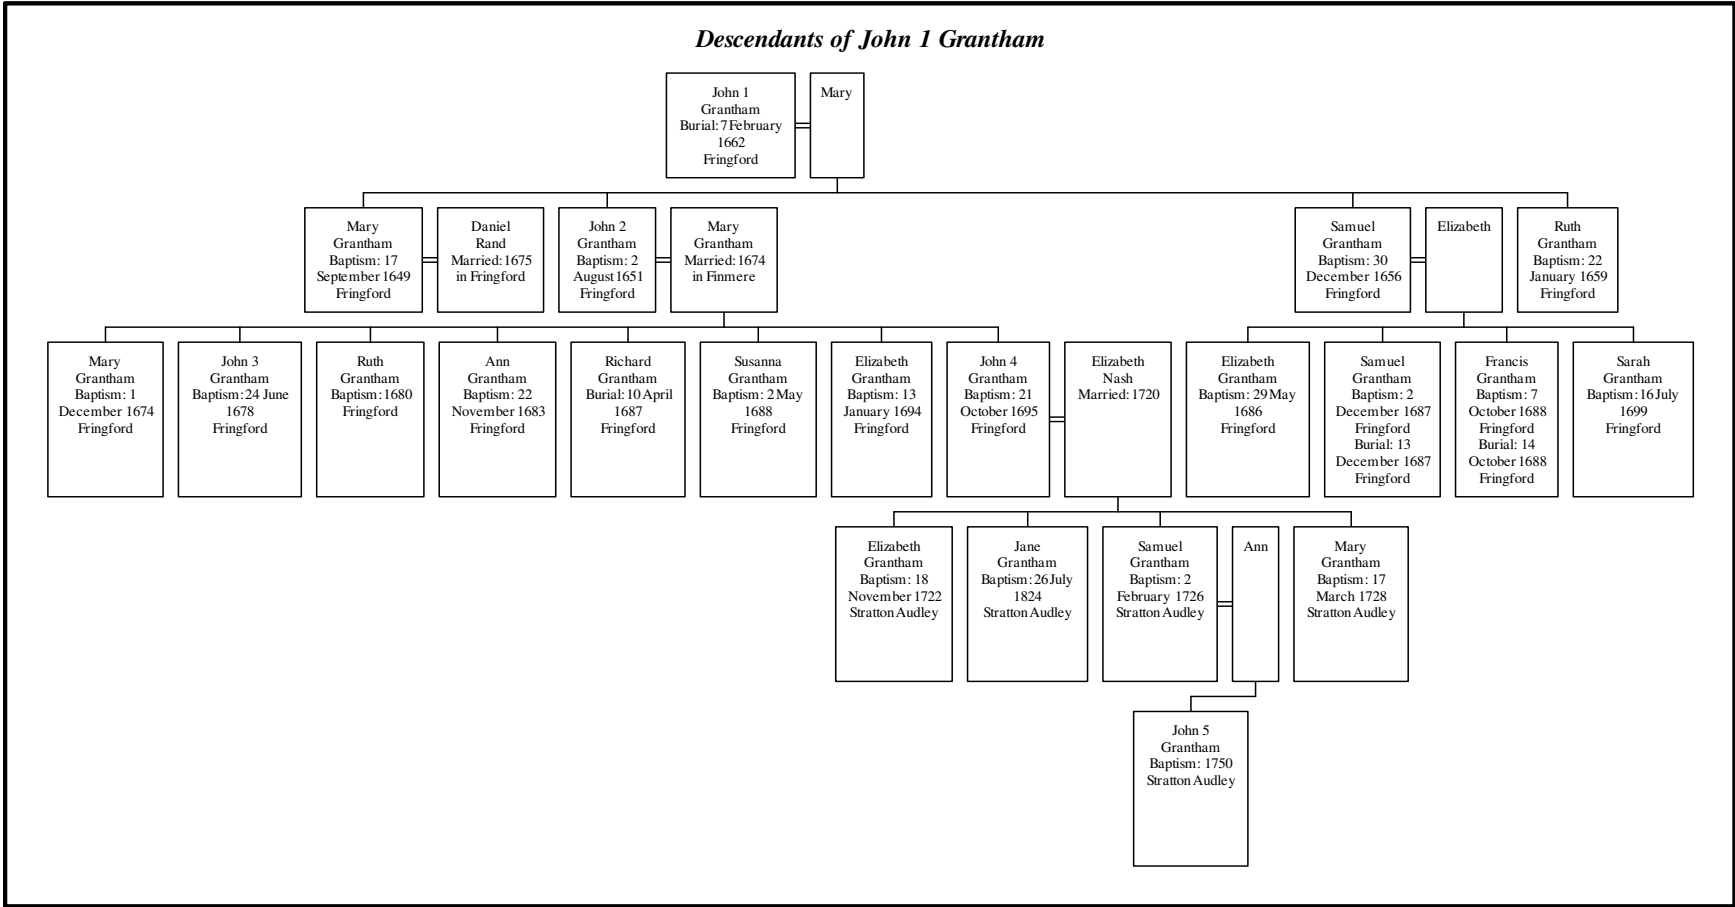 Descendants of John 1 Grantham
John 1
Grantham
Burial: 7 February
1662
Fringford
Mary
Mary
Grantham
Baptism: 17
September 1649
Fringford
Daniel
Rand
Married: 1675
in Fringford
John 2
Grantham
Baptism: 2
August 1651
Fringford
Mary
Grantham
Married: 1674
in Finmere
Samuel
Grantham
Baptism: 30
December 1656
Fringford
Elizabeth
Ruth
Grantham
Baptism: 22
January 1659
Fringford
Mary
Grantham
Baptism: 1
December 1674
Fringford
John 3
Grantham
Baptism: 24 June
1678
Fringford
Ruth
Grantham
Baptism: 1680
Fringford
Ann
Grantham
Baptism: 22
November 1683
Fringford
Richard
Grantham
Burial: 10 April
1687
Fringford
Susanna
Grantham
Baptism: 2 May
1688
Fringford
Elizabeth
Grantham
Baptism: 13
January 1694
Fringford
John 4
Grantham
Baptism: 21
October 1695
Fringford
Elizabeth
Nash
Married: 1720
Elizabeth
Grantham
Baptism: 29 May
1686
Fringford
Samuel
Grantham
Baptism: 2
December 1687
Fringford
Burial: 13
December 1687
Fringford
Francis
Grantham
Baptism: 7
October 1688
Fringford
Burial: 14
October 1688
Fringford
Sarah
Grantham
Baptism: 16 July
1699
Fringford
Elizabeth
Grantham
Baptism: 18
November 1722
Stratton Audley
Jane
Grantham
Baptism: 26 July
1824
Stratton Audley
Samuel
Grantham
Baptism: 2
February 1726
Stratton Audley
Ann
Mary
Grantham
Baptism: 17
March 1728
Stratton Audley
John 5
Grantham
Baptism: 1750
Stratton Audley